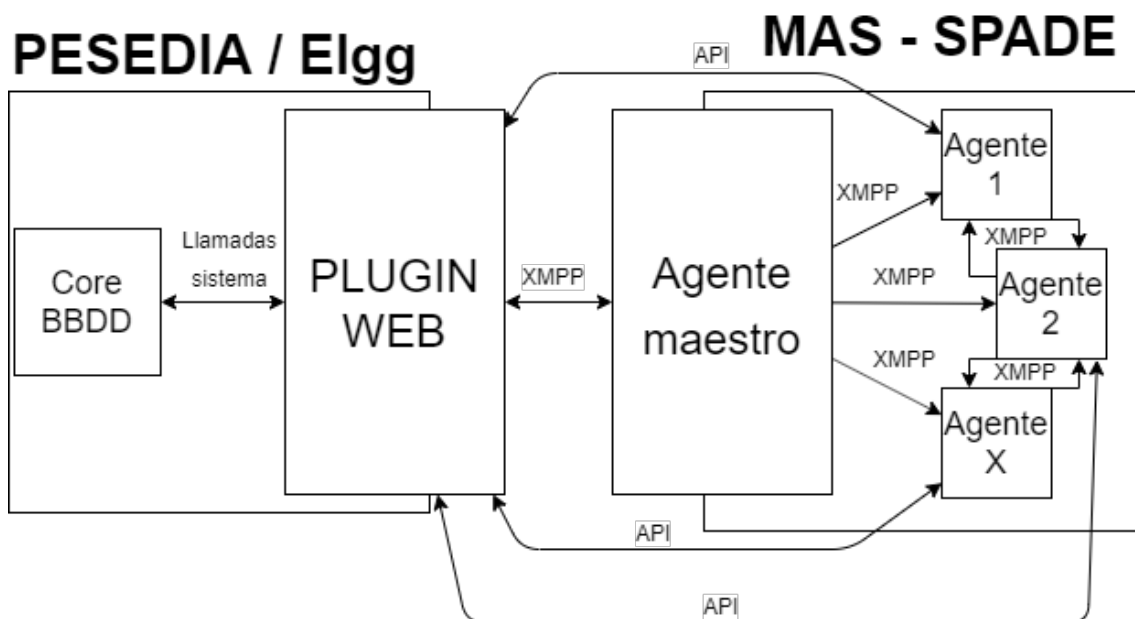 PESEDIA / Elgg
MAS - SPADE
API
Agente
1
XMPP
XMPP
Llamadas
sistema
Core
BBDD
PLUGIN
WEB
XMPP
Agente
maestro
XMPP
Agente
2
XMPP
XMPP
Agente
X
API
API